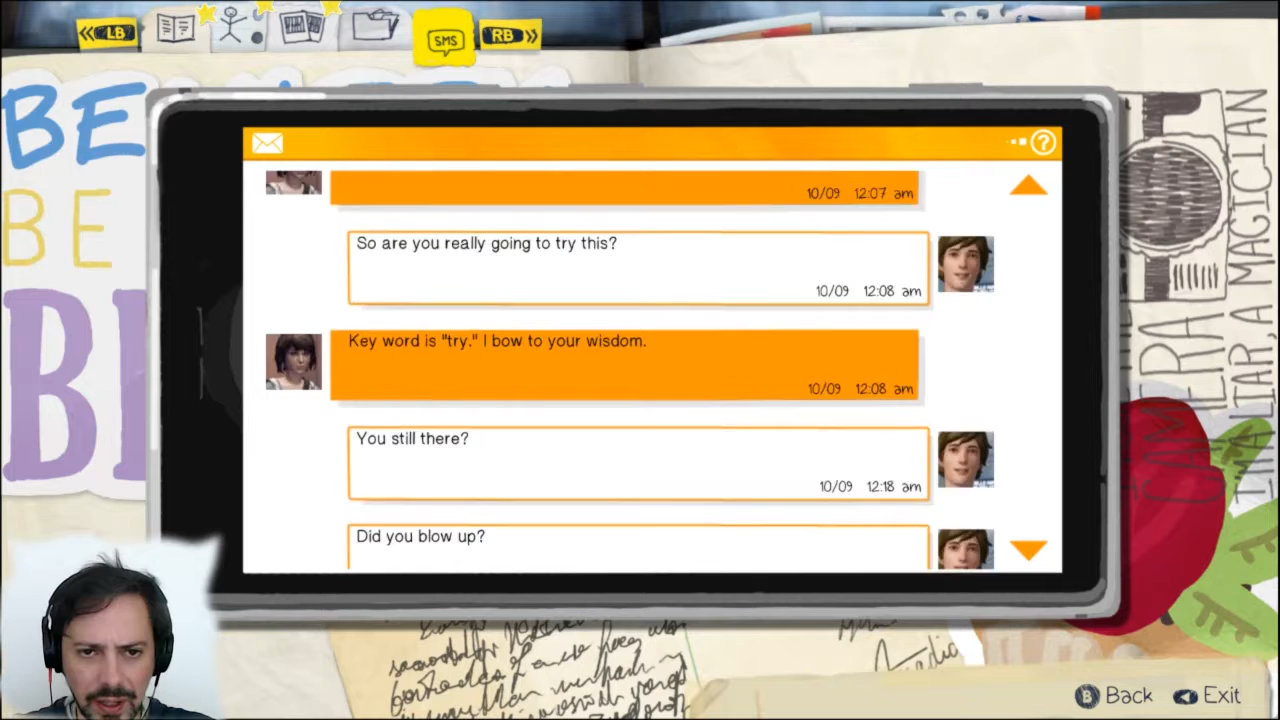 LB
SMS
RB
BE
BE
10/09 12:07 am
So are you really going to try this?
10/09 12:08 am
Key word is "try." I bow to your wisdom.
10/09 12:08 am
You still there?
10/09 12:18 am
Did you blow up?
CAMERA
LIAR, A MAGICIAN
B Back
Exit